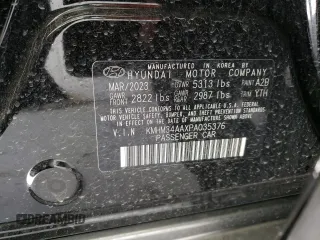 MANUFACTURED IN KOREA BY
HYUNDAI MOTOR COMPANY
MAR/2023 GVWR 5313 lbs PAINT A2B
GAWR FRONT 2822 lbs GAWR REAR 2987 lbs TRIM YTH
THIS VEHICLE CONFORMS TO ALL APPLICABLE U.S.A. FEDERAL
MOTOR VEHICLE SAFETY, BUMPER, AND THEFT PREVENTION
STANDARDS IN EFFECT ON THE DATE OF MANUFACTURE
SHOWN ABOVE.
V.I.N KMHM34AAXPA035376
PASSENGER CAR
DREAMBID